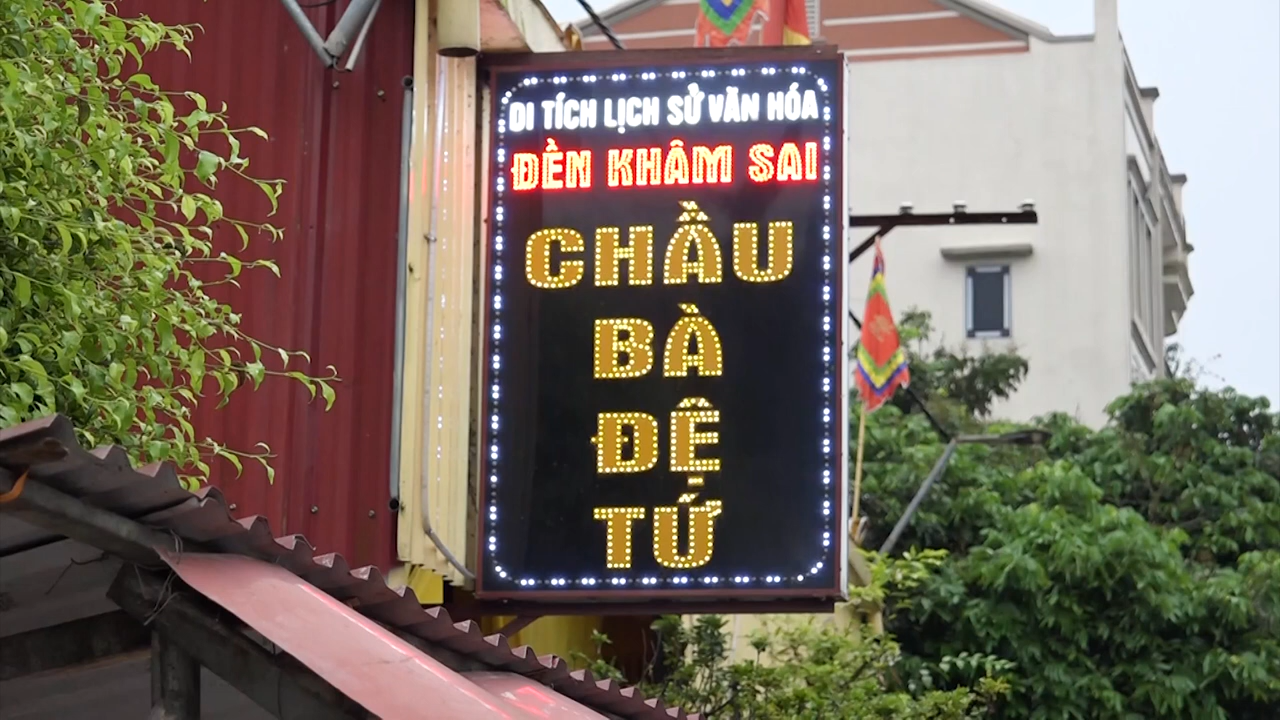 DI TÍCH LỊCH SỬ VĂN HÓA
ĐỀN KHÂM SAI
CHẦU
BÀ
ĐỆ
TỨ